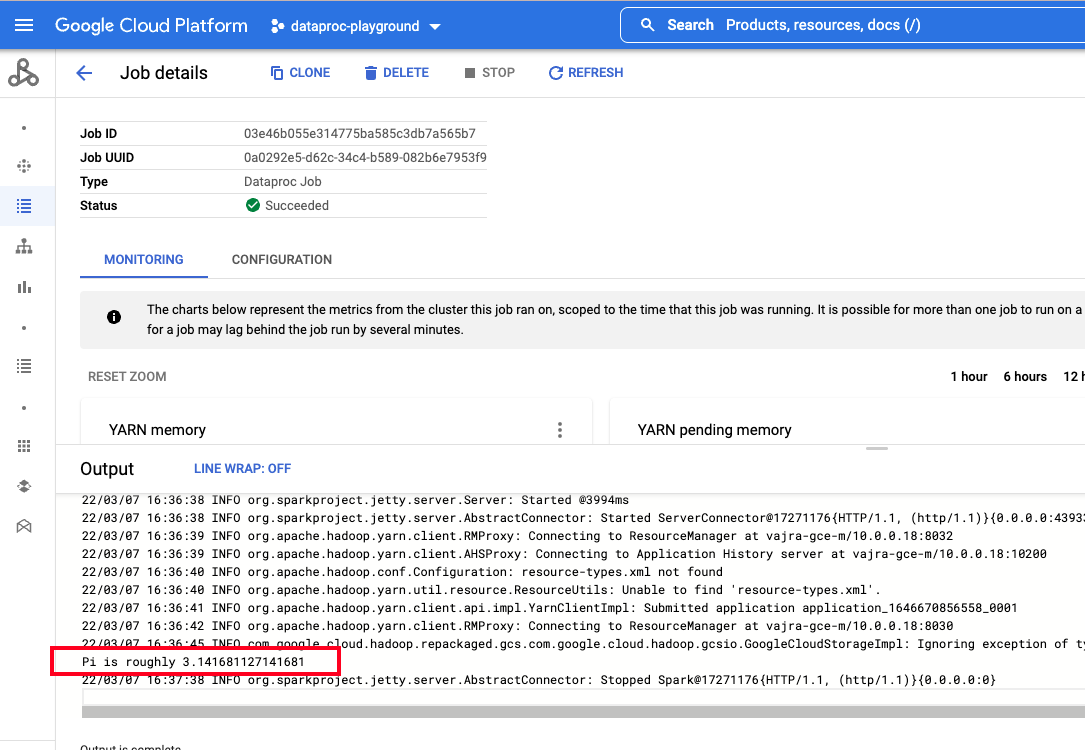 Google Cloud Platform dataproc-playground Search Products, resources, docs (/)
Job details CLONE DELETE STOP REFRESH
Job ID 03e46b055e314775ba585c3db7a565b7
Job UUID 0a0292e5-d62c-34c4-b589-082b6e7953f9
Type Dataproc Job
Status Succeeded
MONITORING CONFIGURATION
The charts below represent the metrics from the cluster this job ran on, scoped to the time that this job was running. It is possible for more than one job to run on a
for a job may lag behind the job run by several minutes.
RESET ZOOM 1 hour 6 hours 12 h
YARN memory YARN pending memory
Output LINE WRAP: OFF
22/03/07 16:36:38 INFO org.sparkproject.jetty.server.Server: Started @3994ms
22/03/07 16:36:38 INFO org.sparkproject.jetty.server.AbstractConnector: Started ServerConnector@17271176{HTTP/1.1, (http/1.1)}{0.0.0.0:43933
22/03/07 16:36:39 INFO org.apache.hadoop.yarn.client.RMProxy: Connecting to ResourceManager at vajra-gce-m/10.0.0.18:8032
22/03/07 16:36:39 INFO org.apache.hadoop.yarn.client.AHSProxy: Connecting to Application History server at vajra-gce-m/10.0.0.18:10200
22/03/07 16:36:40 INFO org.apache.hadoop.conf.Configuration: resource-types.xml not found
22/03/07 16:36:40 INFO org.apache.hadoop.yarn.util.resource.ResourceUtils: Unable to find 'resource-types.xml'.
22/03/07 16:36:41 INFO org.apache.hadoop.yarn.client.api.impl.YarnClientImpl: Submitted application application_1646670856558_0001
22/03/07 16:36:42 INFO org.apache.hadoop.yarn.client.RMProxy: Connecting to ResourceManager at vajra-gce-m/10.0.0.18:8030
22/03/07 16:36:45 INFO com.google.cloud.hadoop.repackaged.gcs.com.google.cloud.hadoop.gcsio.GoogleCloudStorageImpl: Ignoring exception of ty
Pi is roughly 3.141681127141681
22/03/07 16:37:38 INFO org.sparkproject.jetty.server.AbstractConnector: Stopped Spark@17271176{HTTP/1.1, (http/1.1)}{0.0.0.0:0}
Output is complete